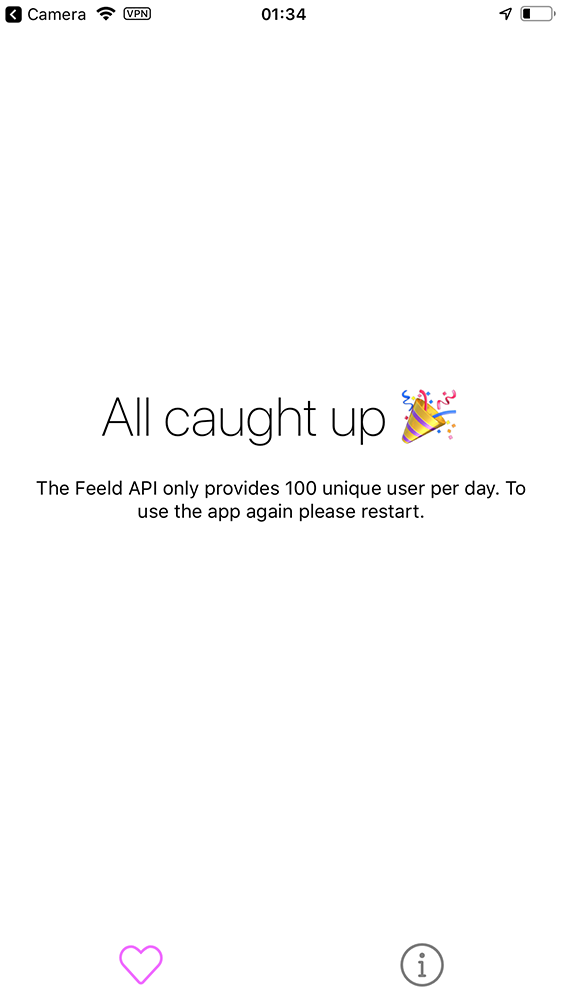 Camera VPN 01:34
All caught up
The Feeld API only provides 100 unique user per day. To
use the app again please restart.